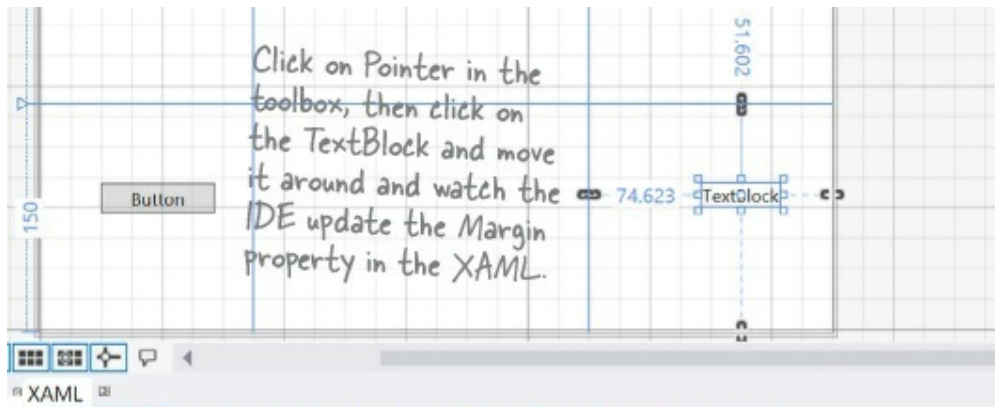 51.602
Click on Pointer in the
toolbox, then click on
the TextBlock and move
it around and watch the
IDE update the Margin
property in the XAML.
Button
74.623
TextBlock
150
XAML